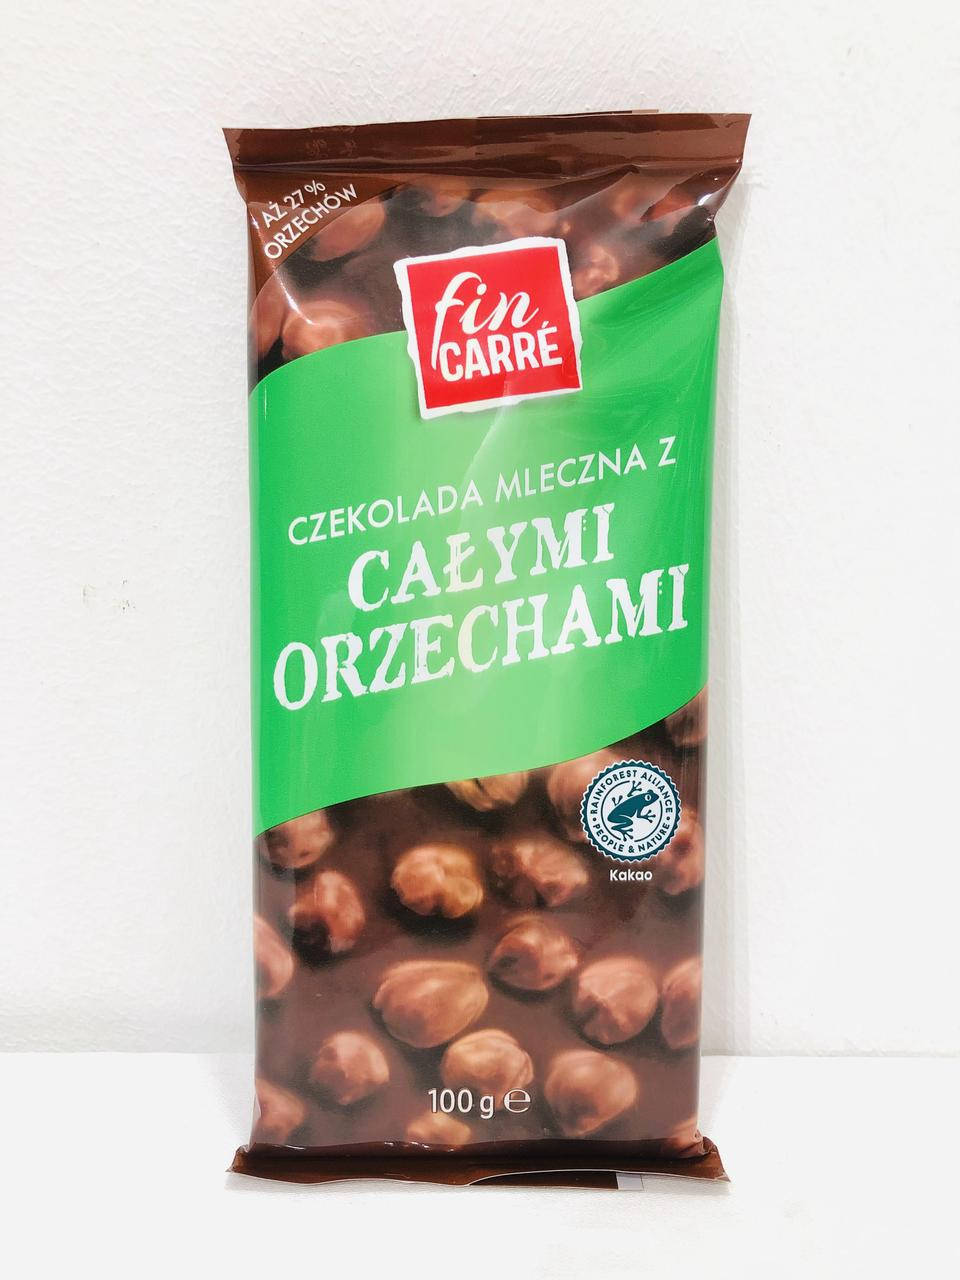 AŻ 27%
ORZECHÓW
fin
CARRÉ
CZEKOLADA MLECZNA Z
CAŁYMI
ORZECHAMI
RAINFOREST ALLIANCE
PEOPLE & NATURE
Kakao
100 g ℮